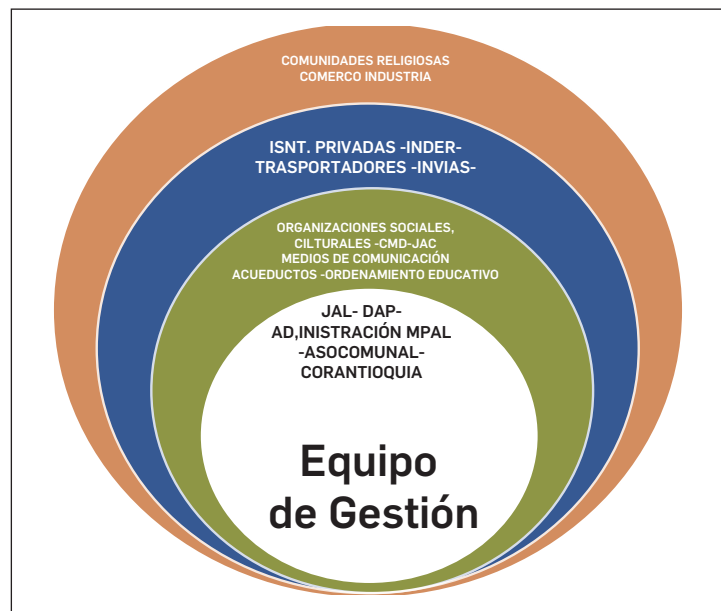 COMUNIDADES RELIGIOSAS
COMERCO INDUSTRIA
ISNT. PRIVADAS -INDER-
TRASPORTADORES -INVIAS-
ORGANIZACIONES SOCIALES,
CILTURALES -CMD-JAC
MEDIOS DE COMUNICACIÓN
ACUEDUCTOS -ORDENAMIENTO EDUCATIVO
JAL- DAP-
AD,INISTRACIÓN MPAL
-ASOCOMUNAL-
CORANTIOQUIA
Equipo
de Gestión